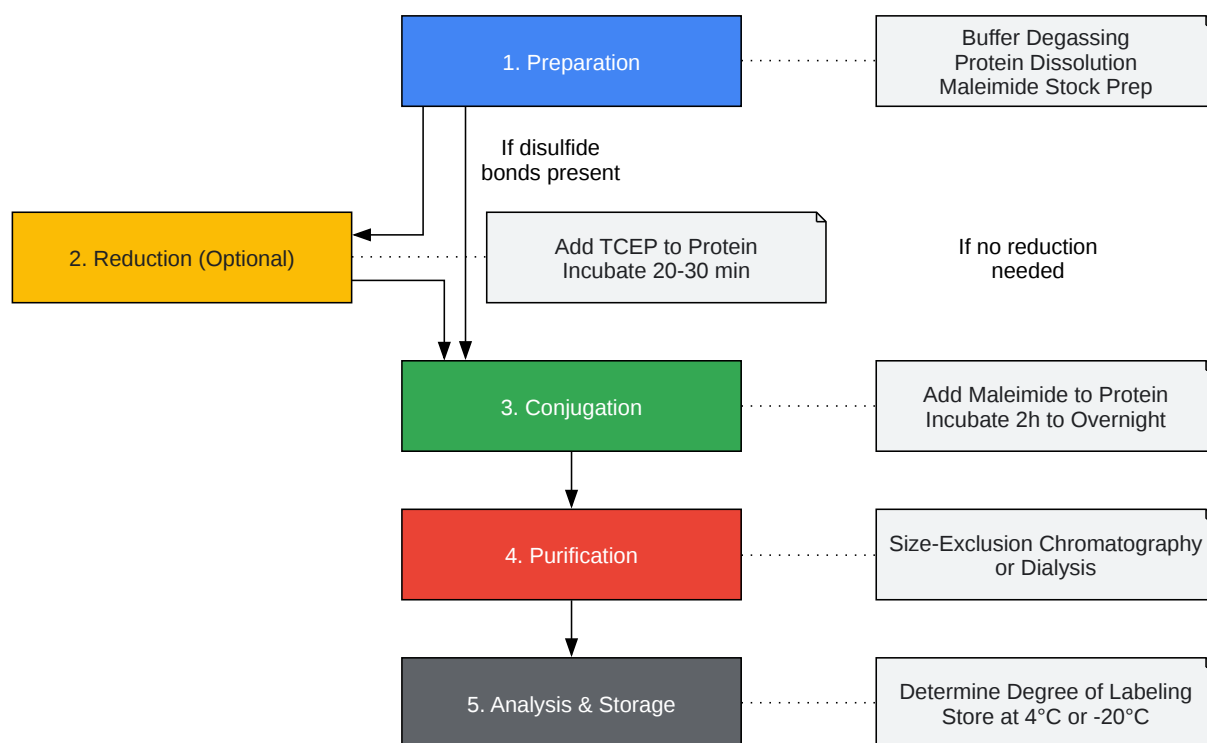 1. Preparation
Buffer Degassing
Protein Dissolution
Maleimide Stock Prep
If disulfide
bonds present
2. Reduction (Optional)
Add TCEP to Protein
Incubate 20-30 min
If no reduction
needed
3. Conjugation
Add Maleimide to Protein
Incubate 2h to Overnight
4. Purification
Size-Exclusion Chromatography
or Dialysis
5. Analysis & Storage
Determine Degree of Labeling
Store at 4°C or -20°C